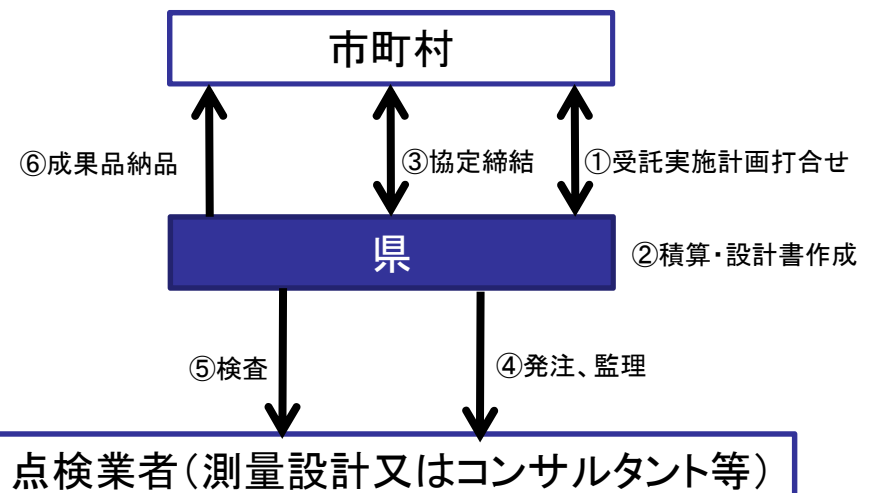 市町村
⑥成果品納品
③協定締結
①受託実施計画打合せ
県
②積算・設計書作成
⑤検査
④発注、監理
点検業者（測量設計又はコンサルタント等）